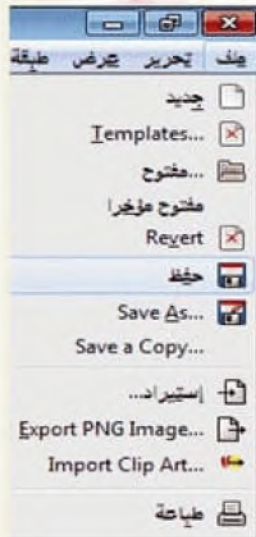 ملف تحرير عرض طبقة
جديد
Templates...
مفتوح...
مفتوح مؤخرا
Revert
حفظ
Save As...
Save a Copy...
إستيراد...
Export PNG Image...
Import Clip Art...
طباعة